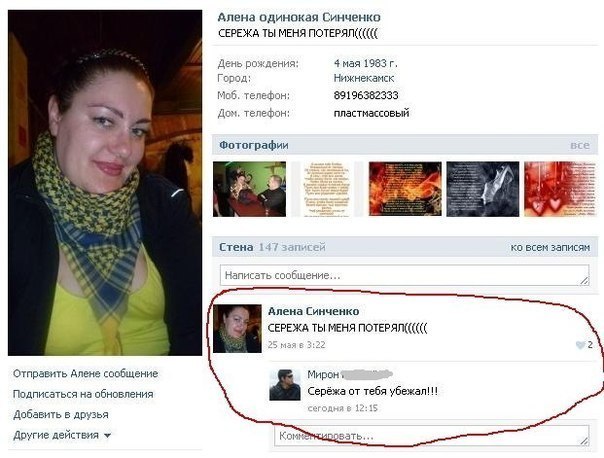 Алена одинокая Синченко
СЕРЕЖА ТЫ МЕНЯ ПОТЕРЯЛ((((((
День рождения: 4 мая 1983 г.
Город: Нижнекамск
Моб. телефон: 89196382333
Дом. телефон: пластмассовый
Фотографии все
Стена 147 записей ко всем записям
Написать сообщение...
Алена Синченко
СЕРЕЖА ТЫ МЕНЯ ПОТЕРЯЛ((((((
25 мая в 3:22 2
Мирон
Серёжа от тебя убежал!!!
сегодня в 12:15
Комментировать...
Отправить Алене сообщение
Подписаться на обновления
Добавить в друзья
Другие действия